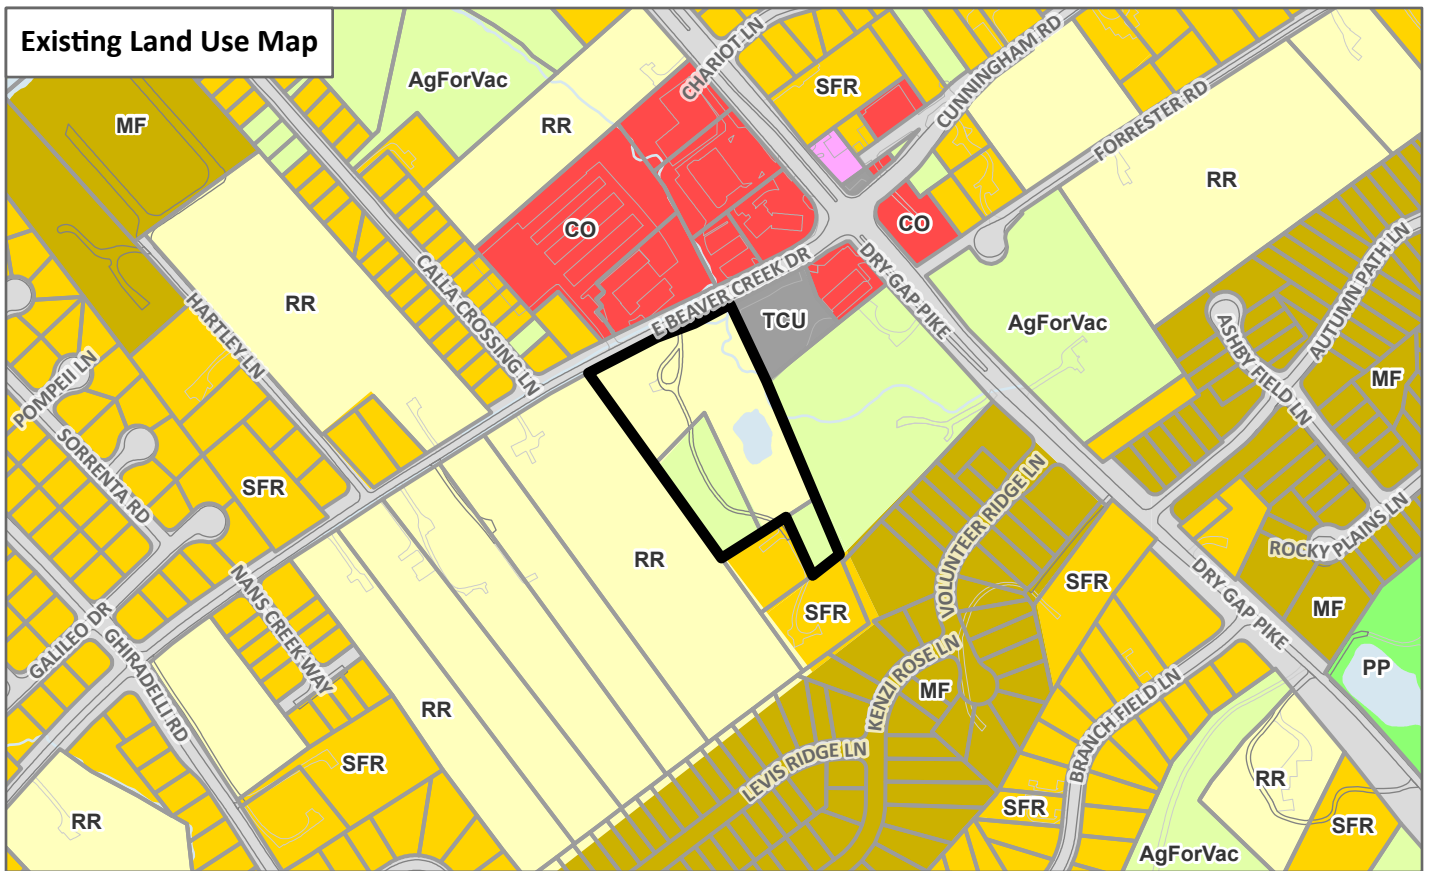 Existing Land Use Map
CHARIOT LN
CUNNINGHAM RD
AgForVac
SFR
MF
RR
FORRESTER RD
RR
CO
CO
AUTUMN PATH LN
E BEAVER CREEK DR
DRY GAP PIKE
CALLA CROSSING LN
RR
HARTLEY LN
TCU
AgForVac
ASHBY FIELD LN
POMPEII LN
MF
SORRENTA RD
SFR
VOLUNTEER RIDGE LN
ROCKY PLAINS LN
RR
NANS CREEK WAY
SFR
SFR
DRY GAP PIKE
MF
GALILEO DR
GHIRADELLI RD
KENZI ROSE LN
MF
PP
RR
BRANCH FIELD LN
SFR
LEVIS RIDGE LN
RR
SFR
RR
SFR
AgForVac